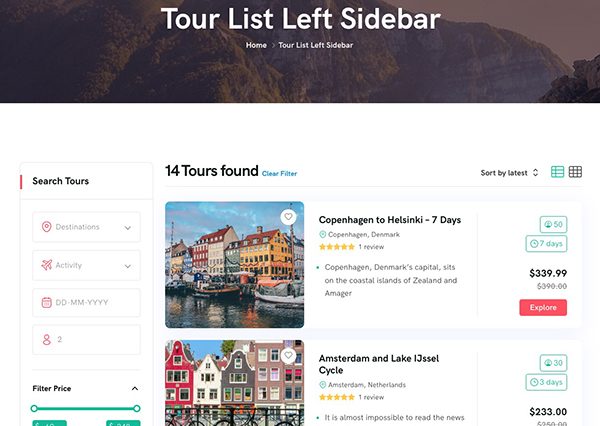 Tour List Left Sidebar
Home > Tour List Left Sidebar
Search Tours
Destinations
Activity
DD-MM-YYYY
2
Filter Price
14 Tours found Clear Filter
Sort by latest
Copenhagen to Helsinki – 7 Days
Copenhagen, Denmark
1 review
Copenhagen, Denmark's capital, sits
on the coastal islands of Zealand and
Amager
50
7 days
$339.99
$390.00
Explore
Amsterdam and Lake IJssel
Cycle
Amsterdam, Netherlands
1 review
It is almost impossible to read the news
30
3 days
$233.00
$250.00